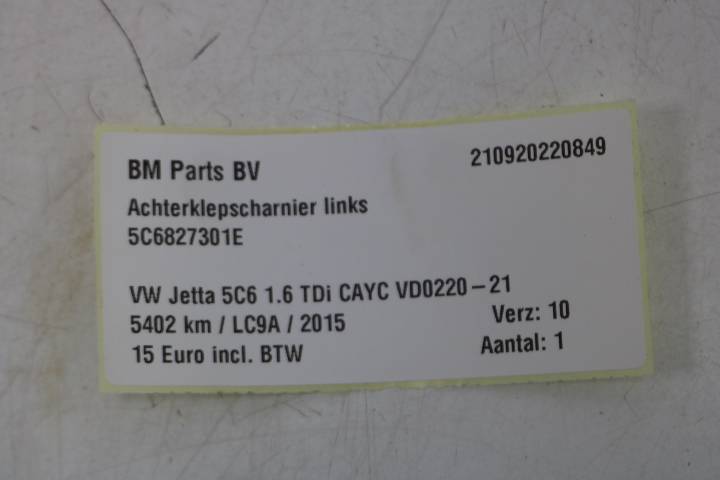 BM Parts BV
210920220849
Achterklepscharnier links
5C6827301E
VW Jetta 5C6 1.6 TDi CAYC VD0220-21
5402 km / LC9A / 2015
Verz: 10
15 Euro incl. BTW
Aantal: 1